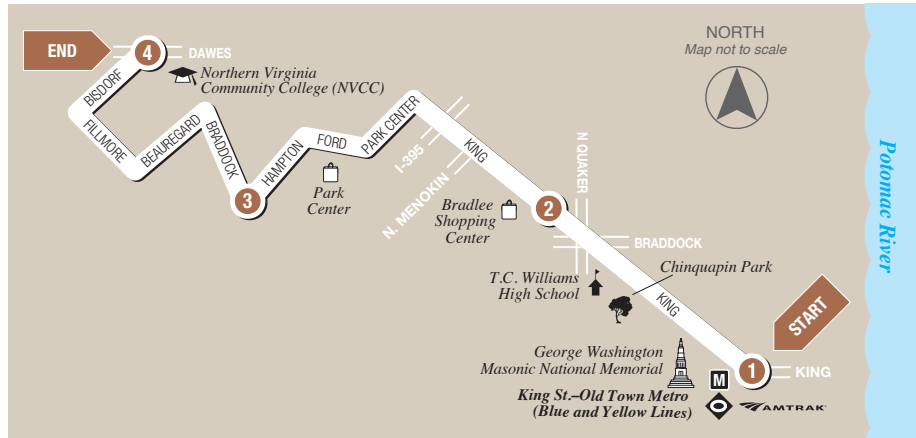 NORTH
Map not to scale
END
4
DAWES
Northern Virginia
Community College (NVCC)
BISDORF
FILLMORE
BEAUREGARD
BRADDOCK
3
HAMPTON
FORD
PARK CENTER
Park
Center
I-395
N. MENOKIN
KING
N QUAKER
Bradlee
Shopping
Center
2
BRADDOCK
T.C. Williams
High School
Chinquapin Park
KING
START
George Washington
Masonic National Memorial
1
KING
M
King St.–Old Town Metro
(Blue and Yellow Lines)
AMTRAK
Potomac River